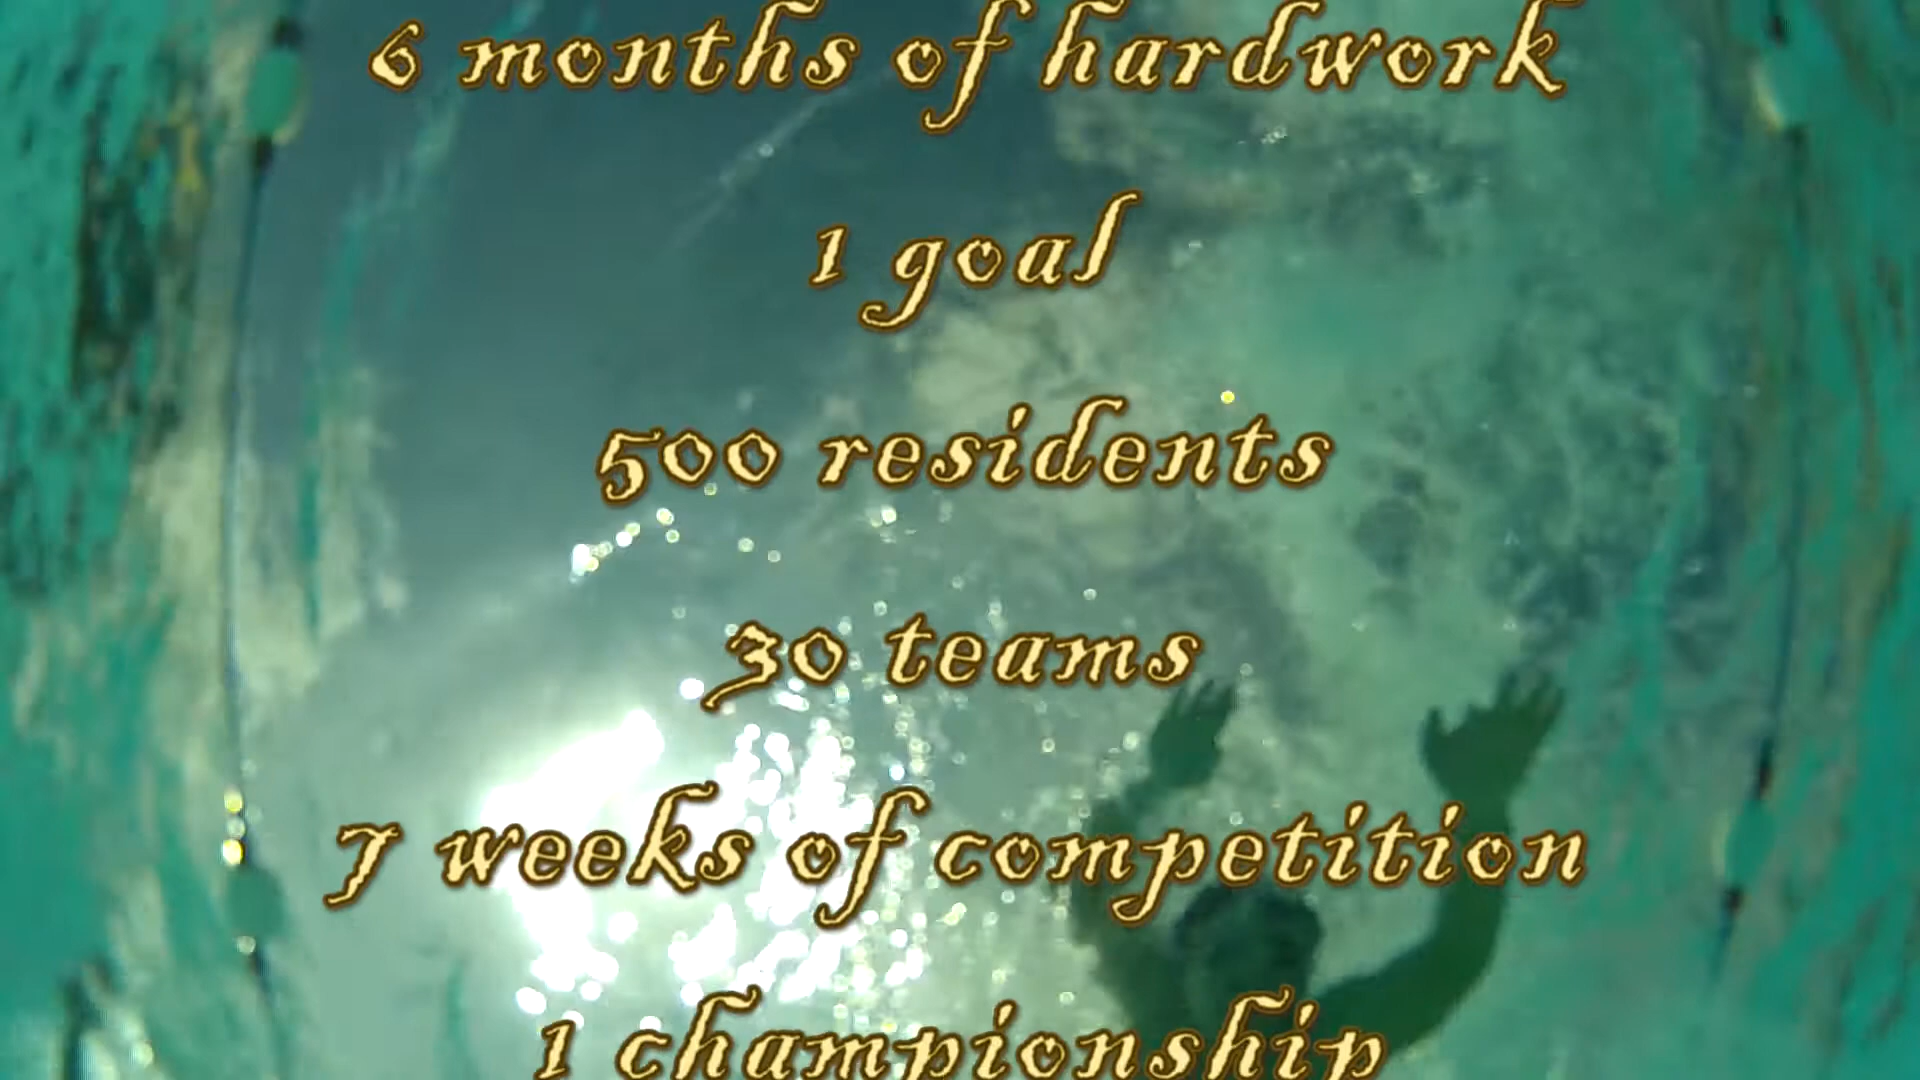 6 months of hardwork
1 goal
500 residents
30 teams
7 weeks of competition
1 championship